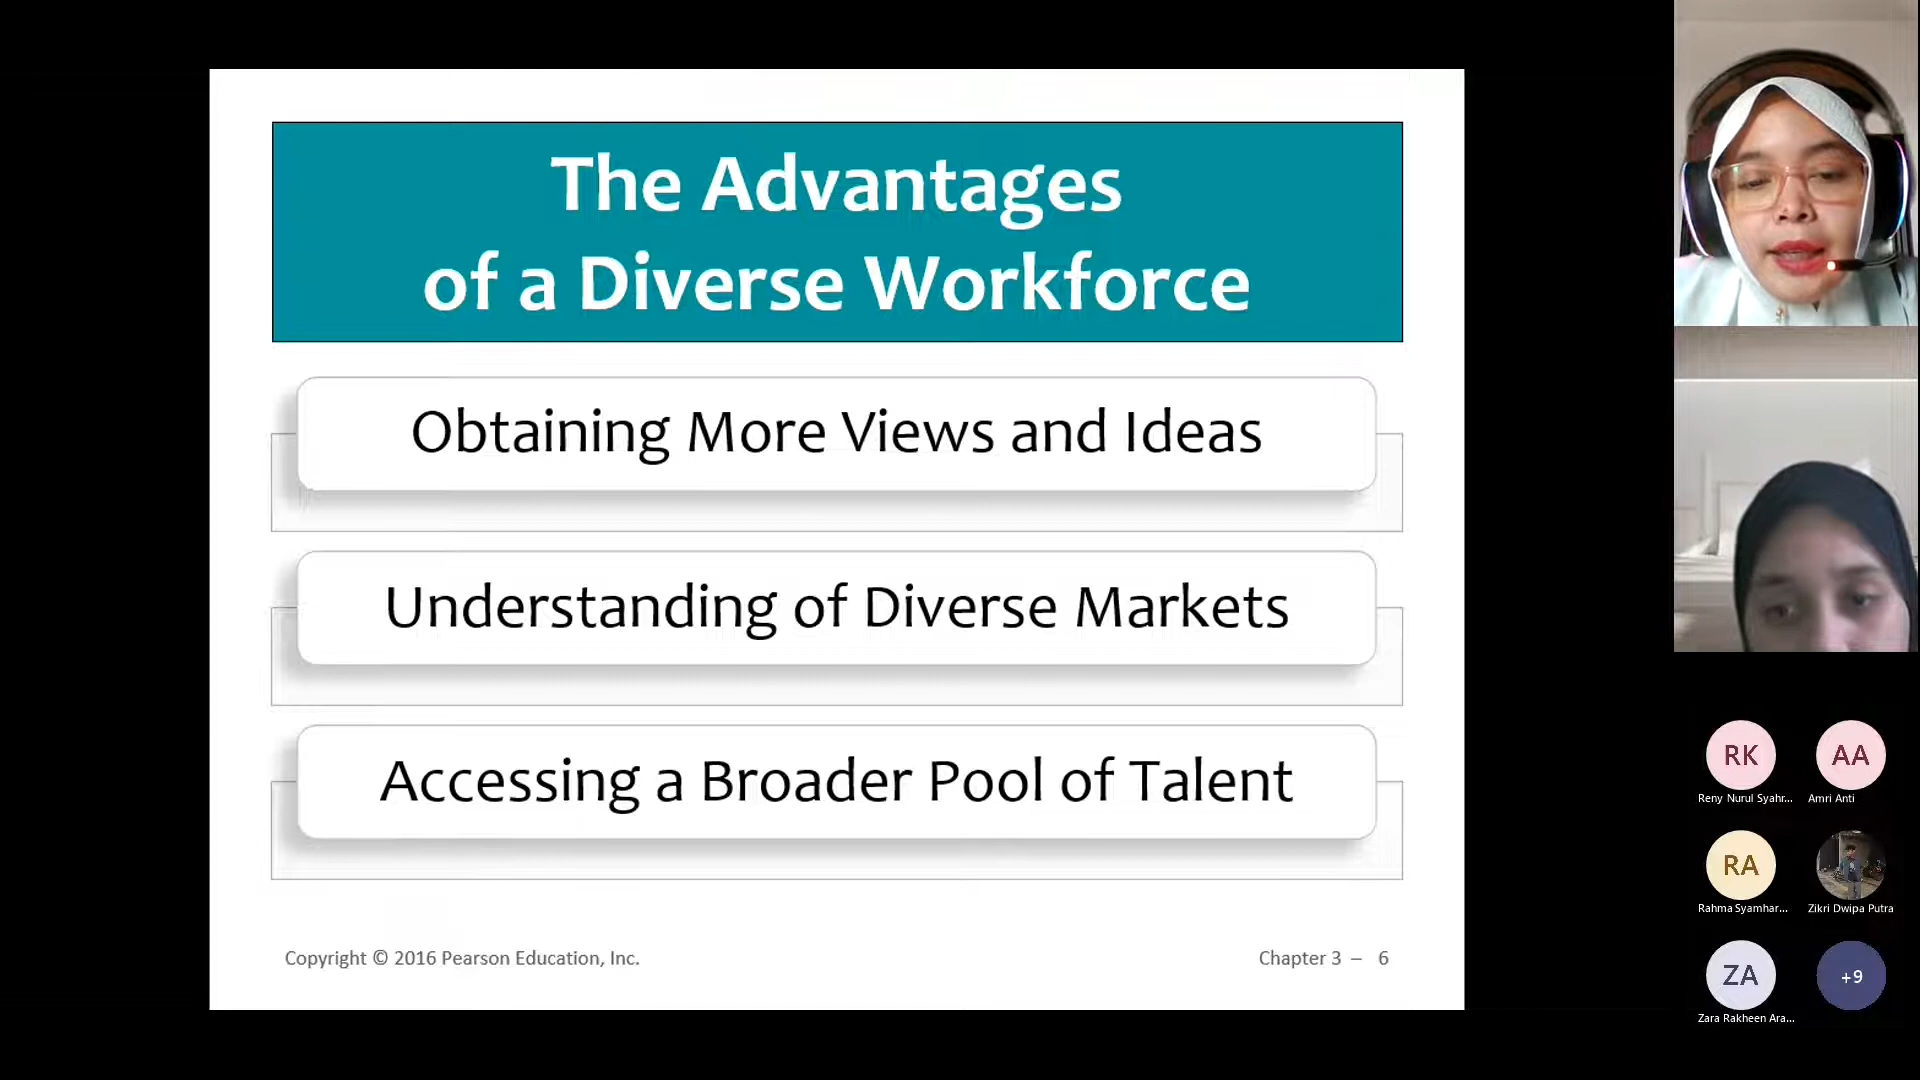 The Advantages
of a Diverse Workforce
Obtaining More Views and Ideas
Understanding of Diverse Markets
Accessing a Broader Pool of Talent
Copyright © 2016 Pearson Education, Inc.
Chapter 3 – 6
RK
AA
Reny Nurul Syahr...
Amri Anti
RA
Rahma Syamhar...
Zikri Dwipa Putra
ZA
+9
Zara Rakheen Ara...